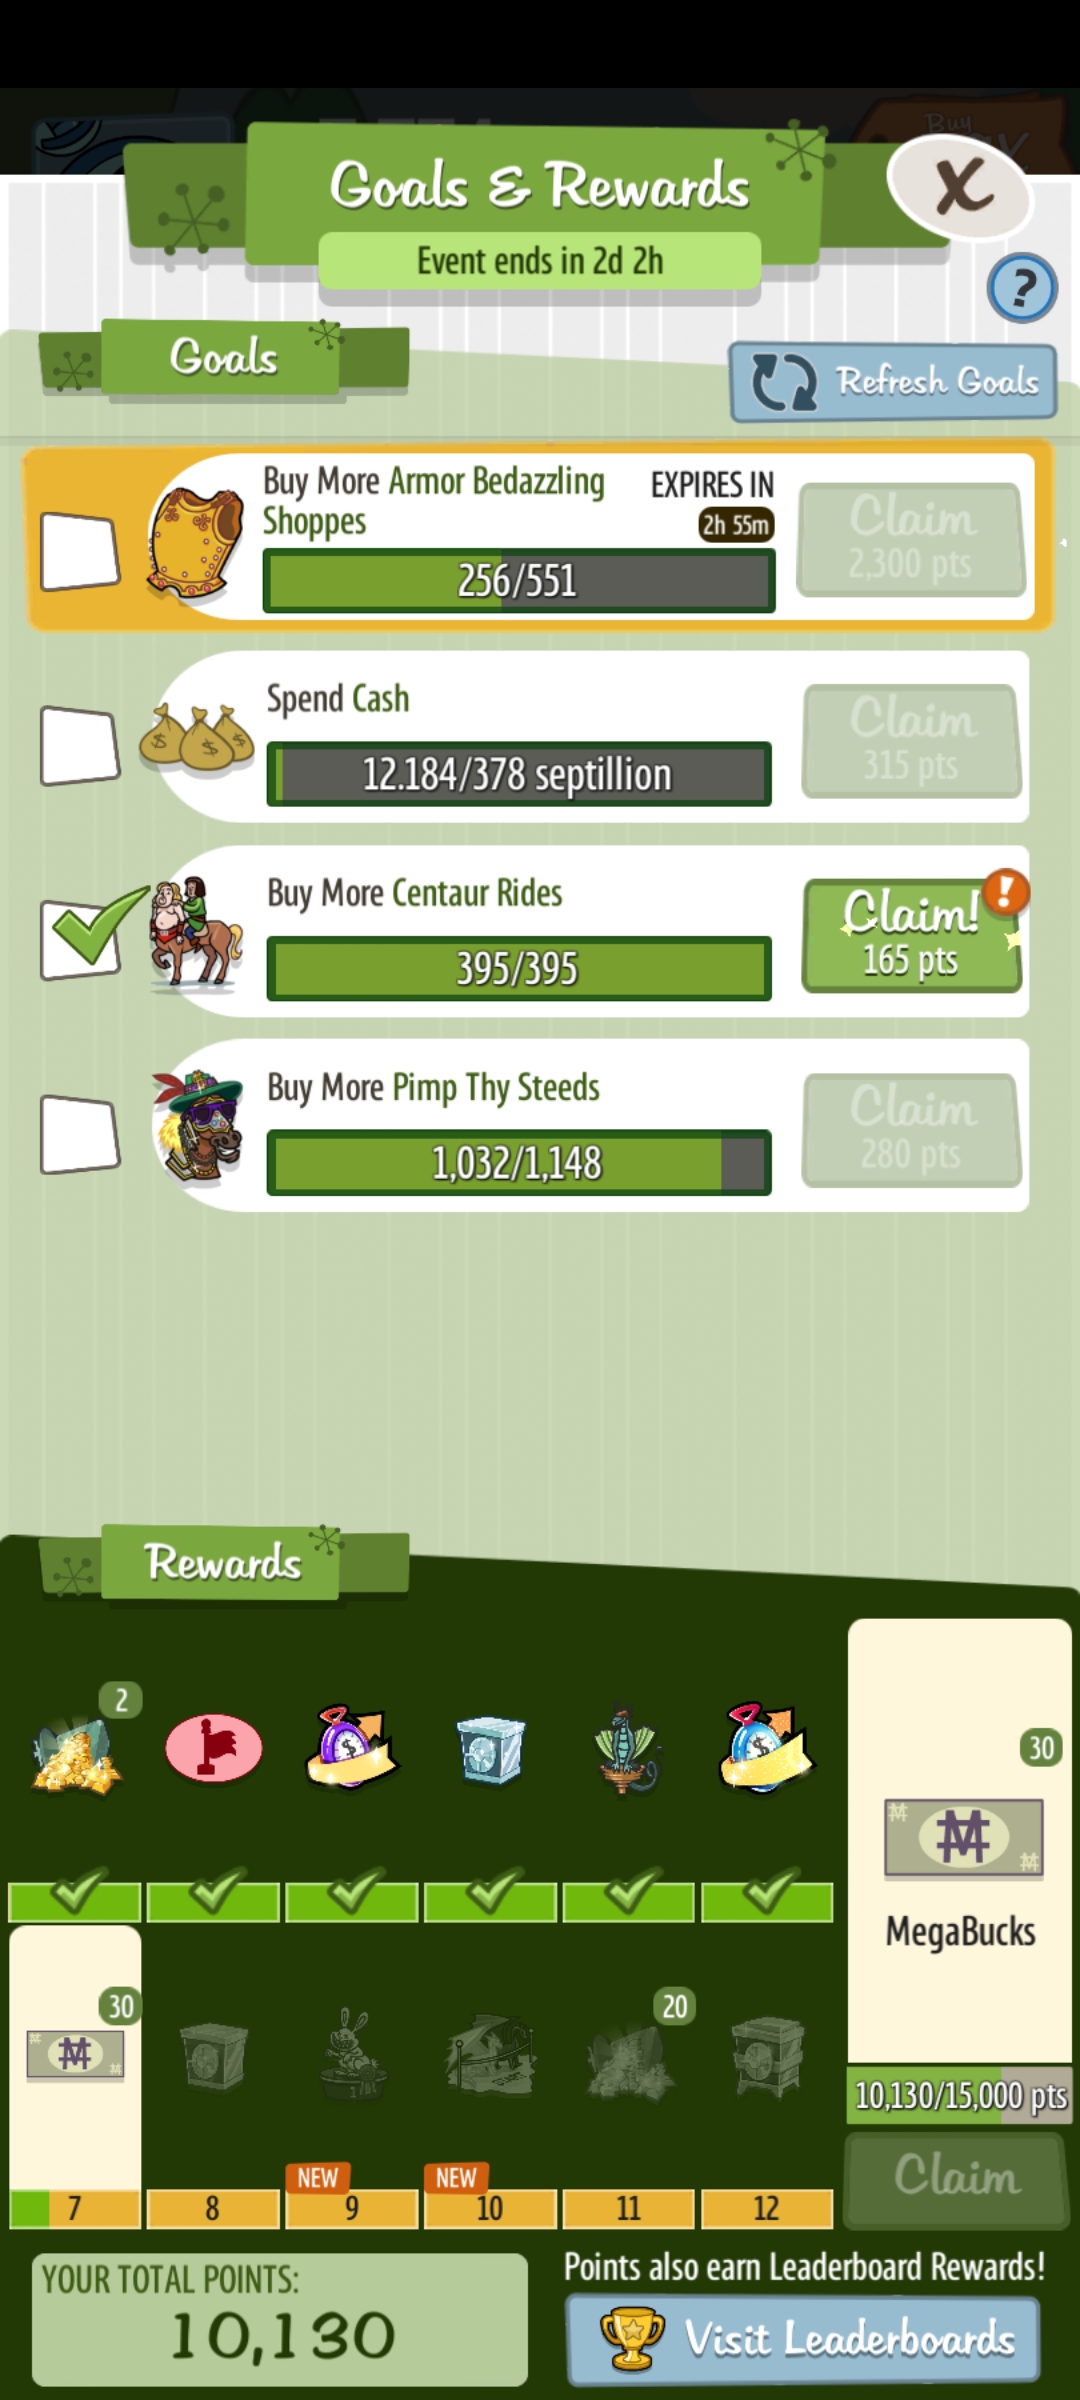 Buy
X
Goals & Rewards
Event ends in 2d 2h
?
Goals
Refresh Goals
Buy More Armor Bedazzling
Shoppes
EXPIRES IN
2h 55m
256/551
Claim
2,300 pts
Spend Cash
12.184/378 septillion
Claim
315 pts
Buy More Centaur Rides
395/395
Claim!
165 pts
!
Buy More Pimp Thy Steeds
1,032/1,148
Claim
280 pts
Rewards
2
30
MegaBucks
10,130/15,000 pts
Claim
30
20
7
8
NEW
9
NEW
10
11
12
YOUR TOTAL POINTS:
10,130
Points also earn Leaderboard Rewards!
Visit Leaderboards